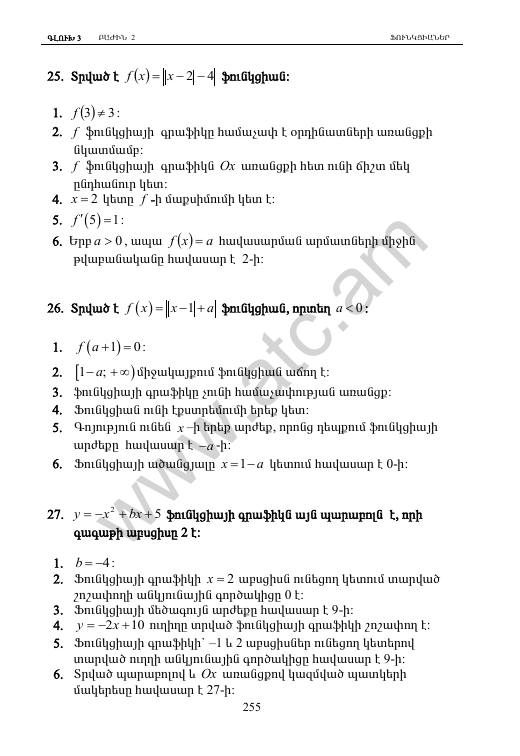 ԳԼՈՒԽ 3 ԲԱԺԻՆ 2 ՖՈՒՆԿՑԻԱՆԵՐ
25. Տրված է f(x) = ||x − 2| − 4| ֆունկցիան:
1. f(3) ≠ 3:
2. f ֆունկցիայի գրաֆիկը համաչափ է օրդինատների առանցքի
նկատմամբ:
3. f ֆունկցիայի գրաֆիկն Ox առանցքի հետ ունի ճիշտ մեկ
ընդհանուր կետ:
4. x = 2 կետը f -ի մաքսիմումի կետ է:
5. f′(5) = 1:
6. Երբ a > 0, ապա f(x) = a հավասարման արմատների միջին
թվաբանականը հավասար է 2-ի:
26. Տրված է f(x) = ||x − 1| + a| ֆունկցիան, որտեղ a < 0:
1. f(a + 1) = 0:
2. [1 − a; + ∞) միջակայքում ֆունկցիան աճող է:
3. ֆունկցիայի գրաֆիկը չունի համաչափության առանցք:
4. Ֆունկցիան ունի էքստրեմումի երեք կետ:
5. Գոյություն ունեն x –ի երեք արժեք, որոնց դեպքում ֆունկցիայի
արժեքը հավասար է −a -ի:
6. Ֆունկցիայի ածանցյալը x = 1 − a կետում հավասար է 0-ի:
27. y = −x² + bx + 5 ֆունկցիայի գրաֆիկն այն պարաբոլն է, որի
գագաթի աբսցիսը 2 է:
1. b = −4:
2. Ֆունկցիայի գրաֆիկի x = 2 աբսցիսն ունեցող կետում տարված
շոշափողի անկյունային գործակիցը 0 է:
3. Ֆունկցիայի մեծագույն արժեքը հավասար է 9-ի:
4. y = −2x + 10 ուղիղը տրված ֆունկցիայի գրաֆիկի շոշափող է:
5. Ֆունկցիայի գրաֆիկի՝ –1 և 2 աբսցիսներ ունեցող կետերով
տարված ուղղի անկյունային գործակիցը հավասար է 9-ի:
6. Տրված պարաբոլով և Ox առանցքով կազմված պատկերի
մակերեսը հավասար է 27-ի:
255
www.atc.am